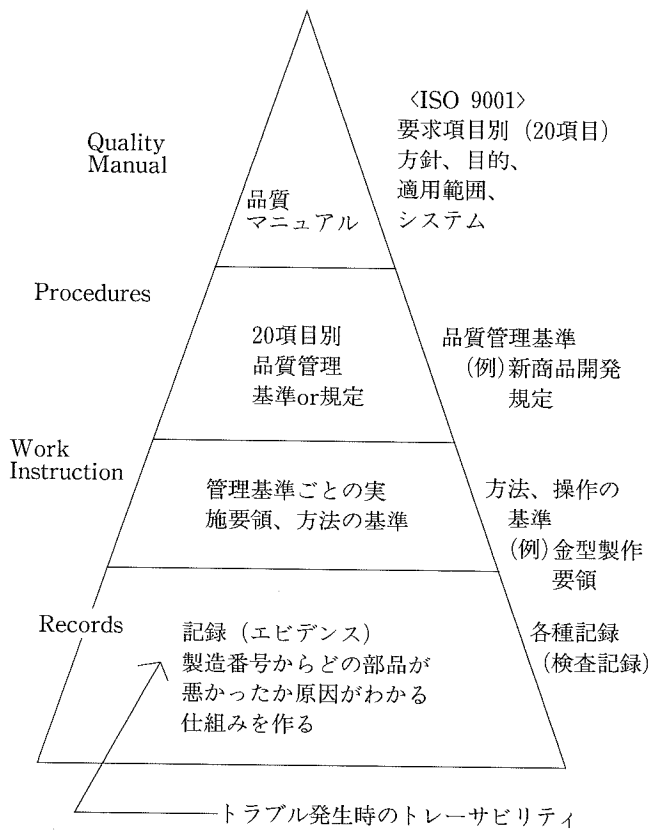 〈ISO 9001〉
要求項目別（20項目）
方針、目的、
適用範囲、
システム
Quality
Manual
品質
マニュアル
Procedures
20項目別
品質管理
基準or規定
品質管理基準
（例）新商品開発
規定
Work
Instruction
管理基準ごとの実
施要領、方法の基準
方法、操作の
基準
（例）金型製作
要領
Records
記録（エビデンス）
製造番号からどの部品が
悪かったか原因がわかる
仕組みを作る
各種記録
（検査記録）
トラブル発生時のトレーサビリティ